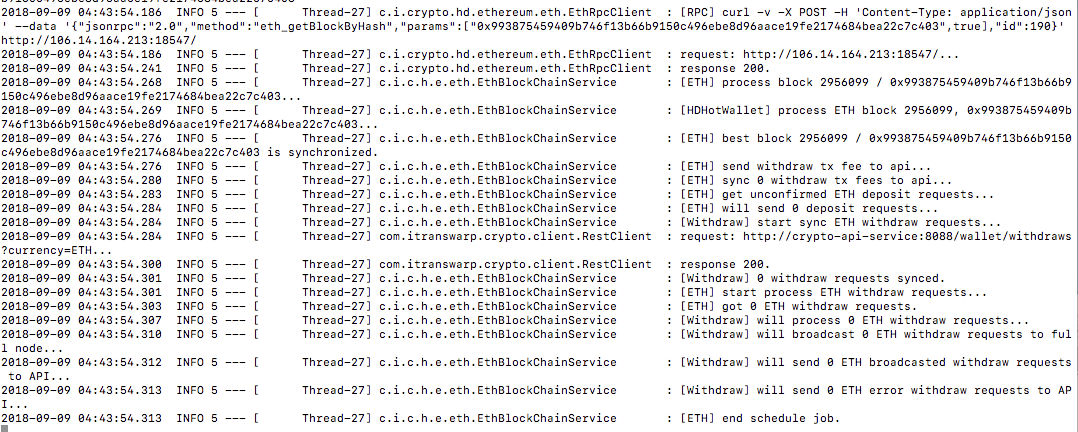 2018-09-09 04:43:54.186  INFO 5 --- [      Thread-27] c.i.crypto.hd.ethereum.eth.EthRpcClient  : [RPC] curl -v -X POST -H 'Content-Type: application/json
' --data '{"jsonrpc":"2.0","method":"eth_getBlockByHash","params":["0x993875459409b746f13b66b9150c496ebe8d96aace19fe2174684bea22c7c403",true],"id":190}'
http://106.14.164.213:18547/
2018-09-09 04:43:54.186  INFO 5 --- [      Thread-27] c.i.crypto.hd.ethereum.eth.EthRpcClient  : request: http://106.14.164.213:18547/...
2018-09-09 04:43:54.241  INFO 5 --- [      Thread-27] c.i.crypto.hd.ethereum.eth.EthRpcClient  : response 200.
2018-09-09 04:43:54.268  INFO 5 --- [      Thread-27] c.i.c.h.e.eth.EthBlockChainService       : [ETH] process block 2956099 / 0x993875459409b746f13b66b9
150c496ebe8d96aace19fe2174684bea22c7c403...
2018-09-09 04:43:54.269  INFO 5 --- [      Thread-27] c.i.c.h.e.eth.EthBlockChainService       : [HDHotWallet] process ETH block 2956099, 0x993875459409b
746f13b66b9150c496ebe8d96aace19fe2174684bea22c7c403...
2018-09-09 04:43:54.276  INFO 5 --- [      Thread-27] c.i.c.h.e.eth.EthBlockChainService       : [ETH] best block 2956099 / 0x993875459409b746f13b66b9150
c496ebe8d96aace19fe2174684bea22c7c403 is synchronized.
2018-09-09 04:43:54.276  INFO 5 --- [      Thread-27] c.i.c.h.e.eth.EthBlockChainService       : [ETH] send withdraw tx fee to api...
2018-09-09 04:43:54.280  INFO 5 --- [      Thread-27] c.i.c.h.e.eth.EthBlockChainService       : [ETH] sync 0 withdraw tx fees to api...
2018-09-09 04:43:54.283  INFO 5 --- [      Thread-27] c.i.c.h.e.eth.EthBlockChainService       : [ETH] get unconfirmed ETH deposit requests...
2018-09-09 04:43:54.284  INFO 5 --- [      Thread-27] c.i.c.h.e.eth.EthBlockChainService       : [ETH] will send 0 deposit requests...
2018-09-09 04:43:54.284  INFO 5 --- [      Thread-27] c.i.c.h.e.eth.EthBlockChainService       : [Withdraw] start sync ETH withdraw requests...
2018-09-09 04:43:54.284  INFO 5 --- [      Thread-27] com.itranswarp.crypto.client.RestClient  : request: http://crypto-api-service:8088/wallet/withdraws
?currency=ETH...
2018-09-09 04:43:54.300  INFO 5 --- [      Thread-27] com.itranswarp.crypto.client.RestClient  : response 200.
2018-09-09 04:43:54.301  INFO 5 --- [      Thread-27] c.i.c.h.e.eth.EthBlockChainService       : [Withdraw] 0 withdraw requests synced.
2018-09-09 04:43:54.301  INFO 5 --- [      Thread-27] c.i.c.h.e.eth.EthBlockChainService       : [ETH] start process ETH withdraw requests...
2018-09-09 04:43:54.303  INFO 5 --- [      Thread-27] c.i.c.h.e.eth.EthBlockChainService       : [ETH] got 0 ETH withdraw requests.
2018-09-09 04:43:54.307  INFO 5 --- [      Thread-27] c.i.c.h.e.eth.EthBlockChainService       : [Withdraw] will process 0 ETH withdraw requests...
2018-09-09 04:43:54.310  INFO 5 --- [      Thread-27] c.i.c.h.e.eth.EthBlockChainService       : [Withdraw] will broadcast 0 ETH withdraw requests to ful
l node...
2018-09-09 04:43:54.312  INFO 5 --- [      Thread-27] c.i.c.h.e.eth.EthBlockChainService       : [Withdraw] will send 0 ETH broadcasted withdraw requests
 to API...
2018-09-09 04:43:54.313  INFO 5 --- [      Thread-27] c.i.c.h.e.eth.EthBlockChainService       : [Withdraw] will send 0 ETH error withdraw requests to AP
I...
2018-09-09 04:43:54.313  INFO 5 --- [      Thread-27] c.i.c.h.e.eth.EthBlockChainService       : [ETH] end schedule job.